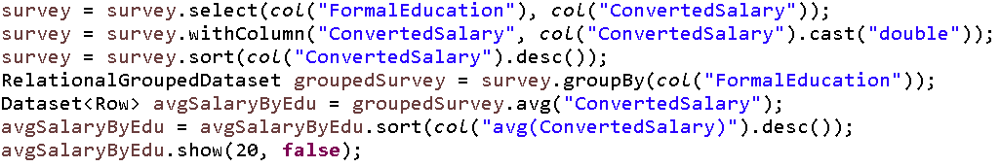 survey = survey.select(col("FormalEducation"), col("ConvertedSalary"));
survey = survey.withColumn("ConvertedSalary", col("ConvertedSalary").cast("double"));
survey = survey.sort(col("ConvertedSalary").desc());
RelationalGroupedDataset groupedSurvey = survey.groupBy(col("FormalEducation"));
Dataset<Row> avgSalaryByEdu = groupedSurvey.avg("ConvertedSalary");
avgSalaryByEdu = avgSalaryByEdu.sort(col("avg(ConvertedSalary)").desc());
avgSalaryByEdu.show(20, false);